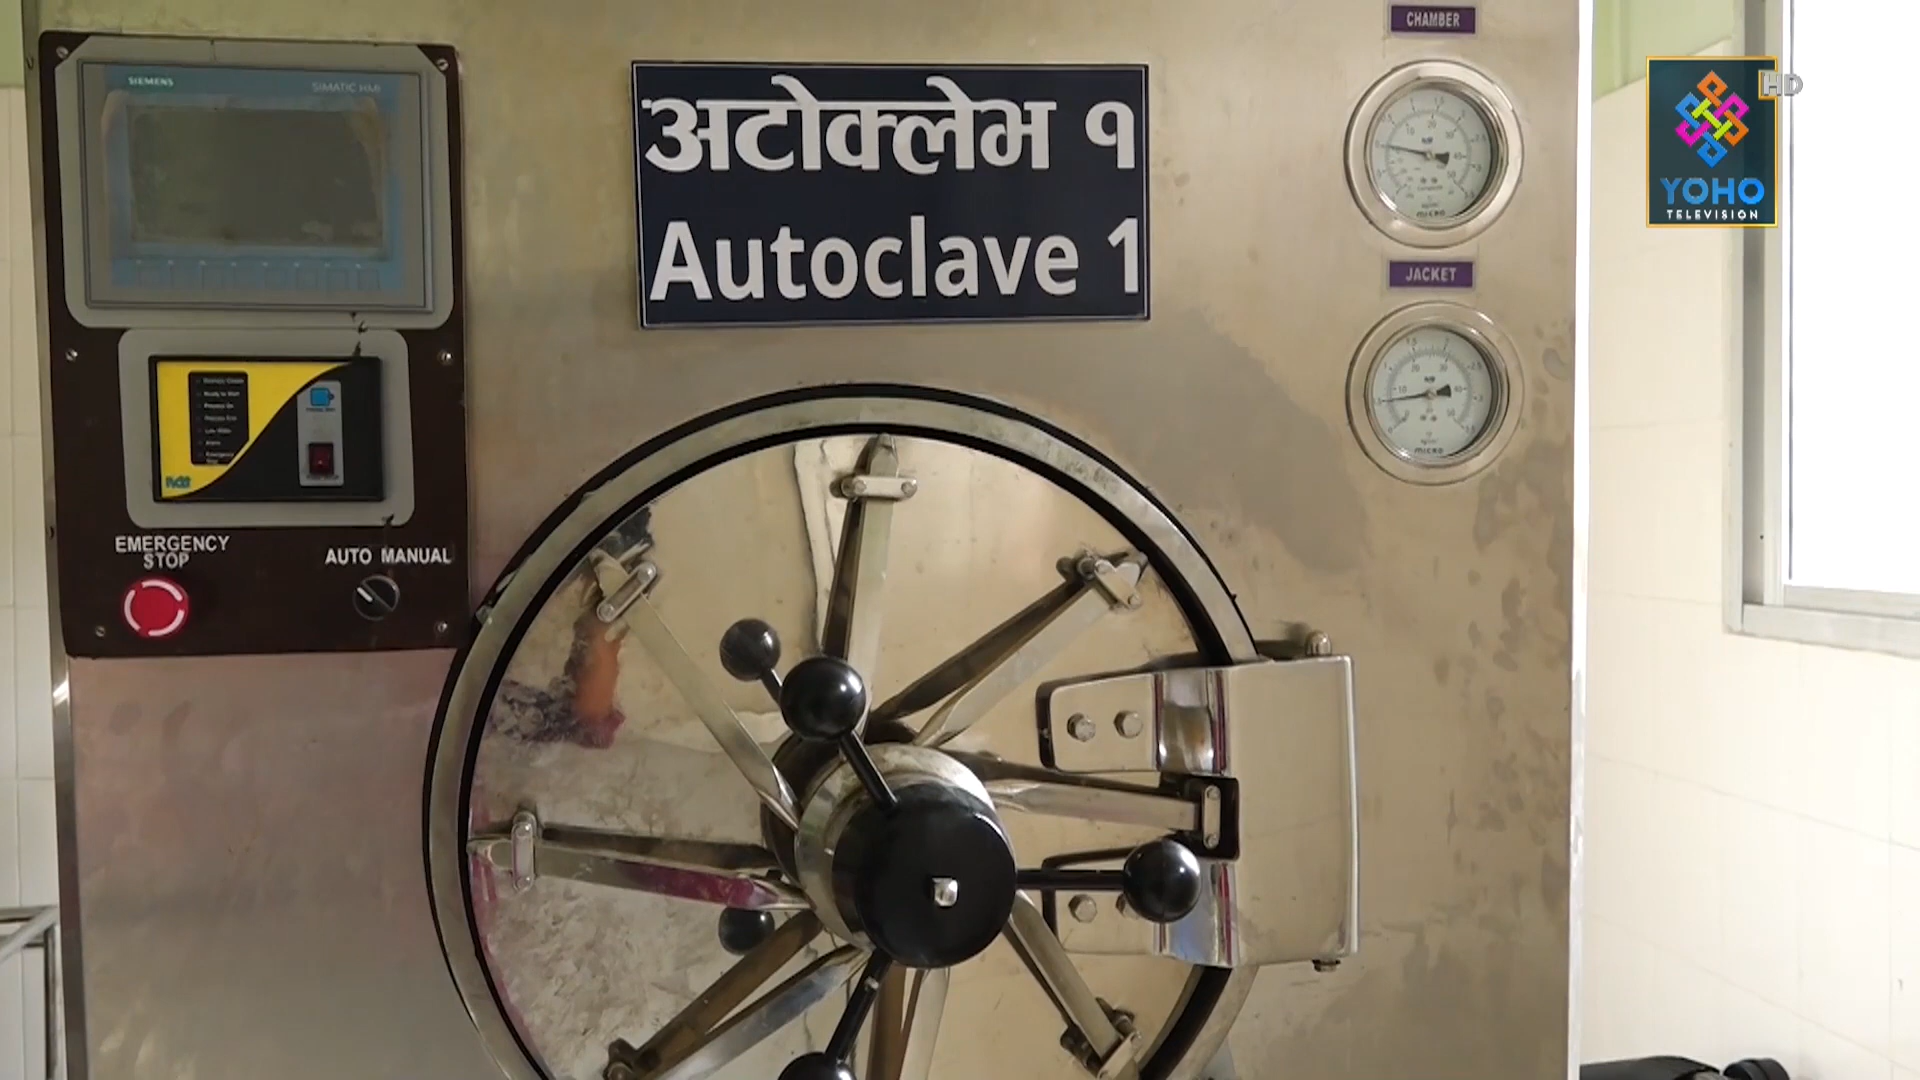 CHAMBER
HD
SIEMENS
SIMATIC HMI
अटोक्लेभ १
Autoclave 1
YOHO
TELEVISION
JACKET
MICRO
MICRO
EMERGENCY
STOP
AUTO MANUAL